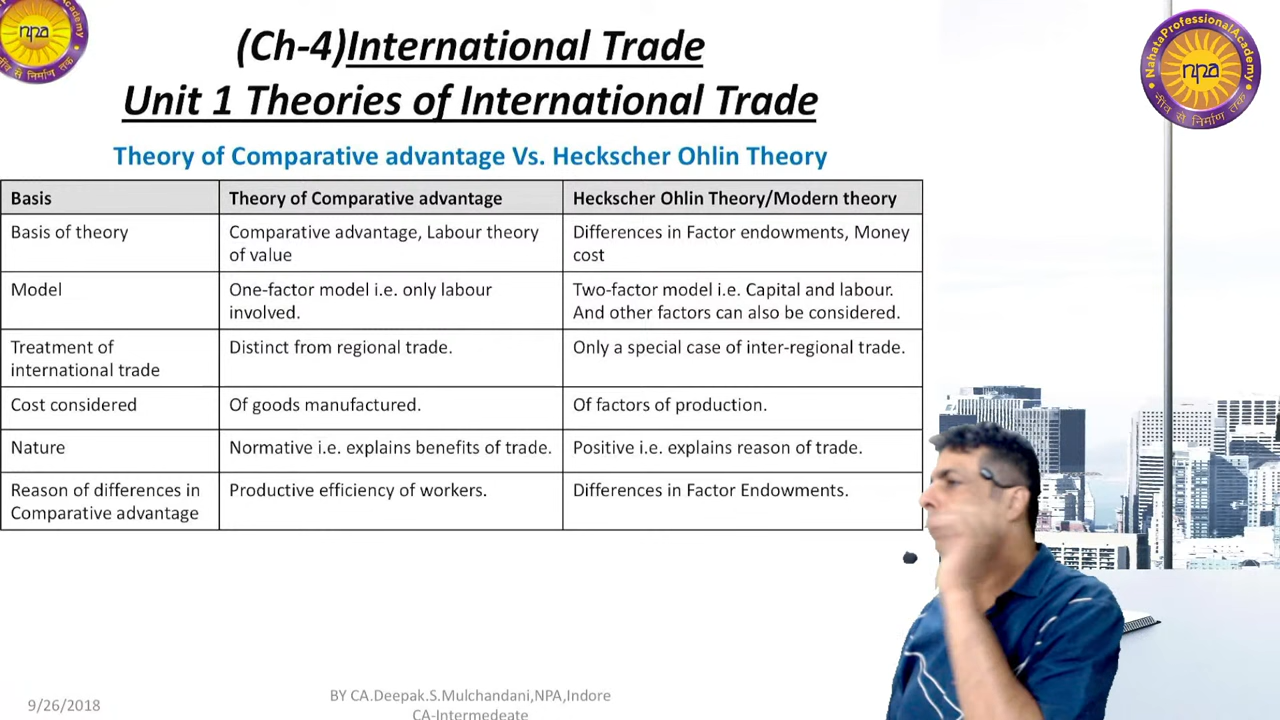 npa
नींव से निर्माण तक
(Ch-4)International Trade
Unit 1 Theories of International Trade
NahataProfessionalAcademy
npa
नींव से निर्माण तक
Theory of Comparative advantage Vs. Heckscher Ohlin Theory
Basis Theory of Comparative advantage Heckscher Ohlin Theory/Modern theory
Basis of theory Comparative advantage, Labour theory Differences in Factor endowments, Money
of value cost
Model One-factor model i.e. only labour Two-factor model i.e. Capital and labour.
involved. And other factors can also be considered.
Treatment of Distinct from regional trade. Only a special case of inter-regional trade.
international trade
Cost considered Of goods manufactured. Of factors of production.
Nature Normative i.e. explains benefits of trade. Positive i.e. explains reason of trade.
Reason of differences in Productive efficiency of workers. Differences in Factor Endowments.
Comparative advantage
9/26/2018
BY CA.Deepak.S.Mulchandani,NPA,Indore
CA-Intermedeate